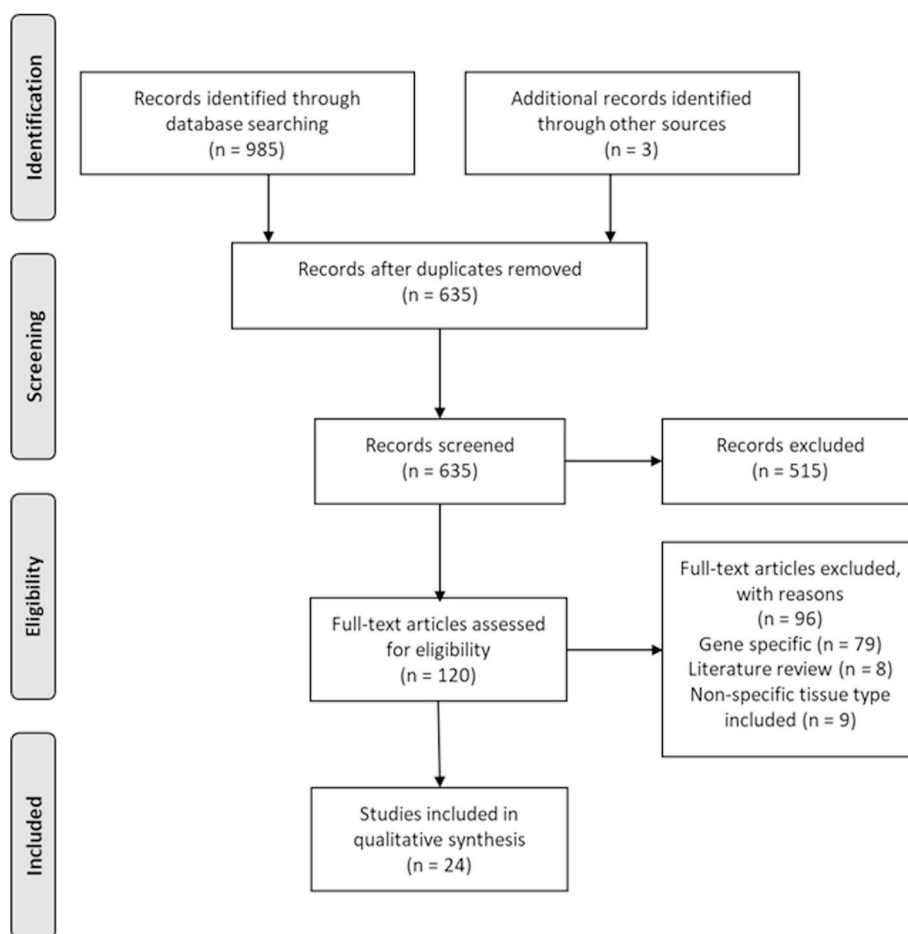 Identification
Records identified through
database searching
(n = 985)
Additional records identified
through other sources
(n = 3)
Screening
Records after duplicates removed
(n = 635)
Records screened
(n = 635)
Records excluded
(n = 515)
Eligibility
Full-text articles assessed
for eligibility
(n = 120)
Full-text articles excluded,
with reasons
(n = 96)
Gene specific (n = 79)
Literature review (n = 8)
Non-specific tissue type
included (n = 9)
Included
Studies included in
qualitative synthesis
(n = 24)